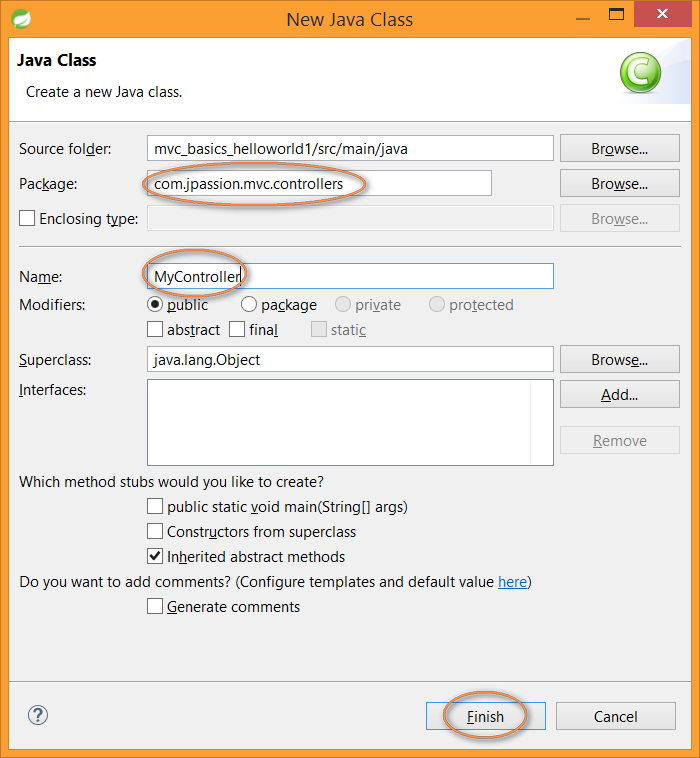 New Java Class
Java Class
Create a new Java class.
C
Source folder: mvc_basics_helloworld1/src/main/java Browse...
Package: com.jpassion.mvc.controllers Browse...
Enclosing type: Browse...
Name: MyController
Modifiers: public package private protected
abstract final static
Superclass: java.lang.Object Browse...
Interfaces: Add...
Remove
Which method stubs would you like to create?
public static void main(String[] args)
Constructors from superclass
Inherited abstract methods
Do you want to add comments? (Configure templates and default value here)
Generate comments
? Finish Cancel